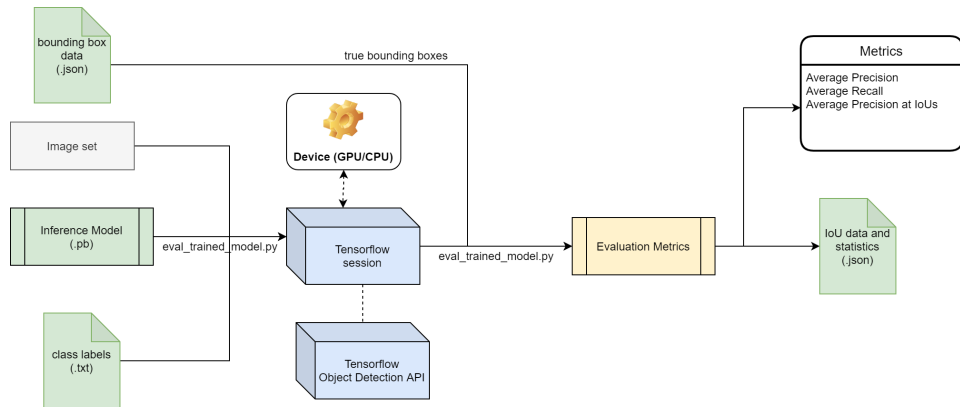 bounding box
data
(.json)
true bounding boxes
Metrics
Average Precision
Average Recall
Average Precision at IoUs
Image set
Device (GPU/CPU)
Inference Model
(.pb)
eval_trained_model.py
Tensorflow
session
eval_trained_model.py
Evaluation Metrics
IoU data and
statistics
(.json)
class labels
(.txt)
Tensorflow
Object Detection API